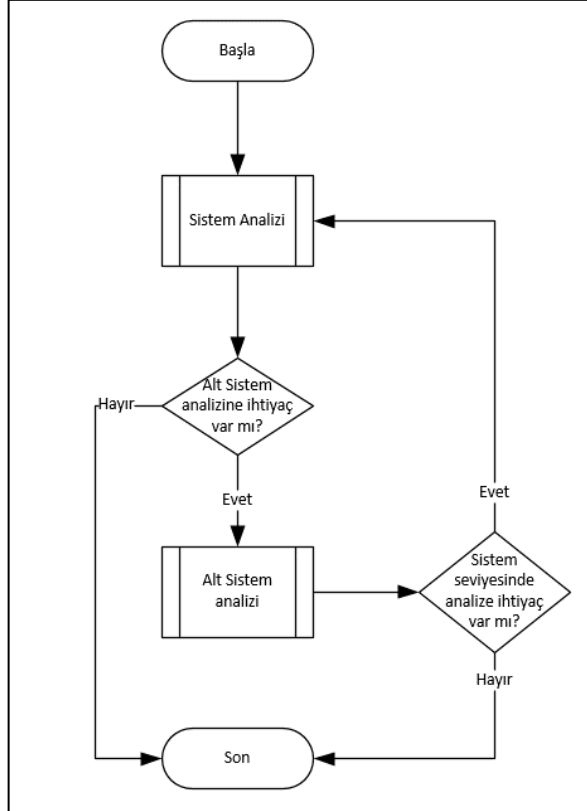 Başla
Sistem Analizi
Alt Sistem
analizine ihtiyaç
var mı?
Hayır
Evet
Alt Sistem
analizi
Evet
Sistem
seviyesinde
analize ihtiyaç
var mı?
Hayır
Son